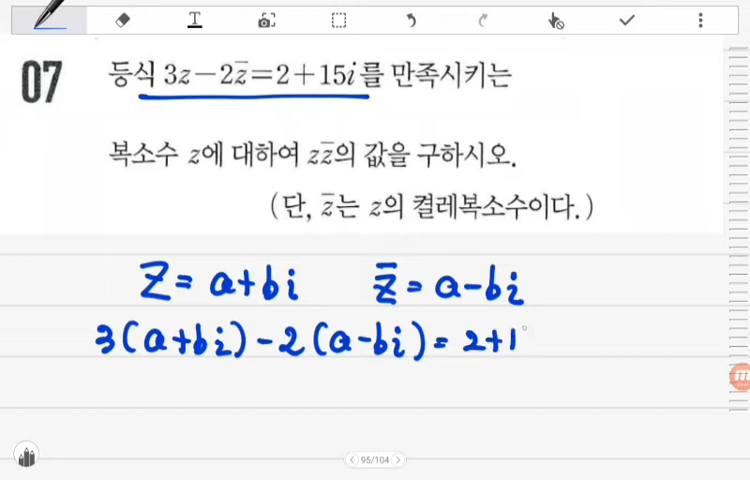 07
등식 3z-2z̄=2+15i를 만족시키는
복소수 z에 대하여 zz̄의 값을 구하시오.
(단, z̄는 z의 켤레복소수이다.)
z = a+bi    z̄ = a-bi
3(a+bi)-2(a-bi)=2+1
95/104